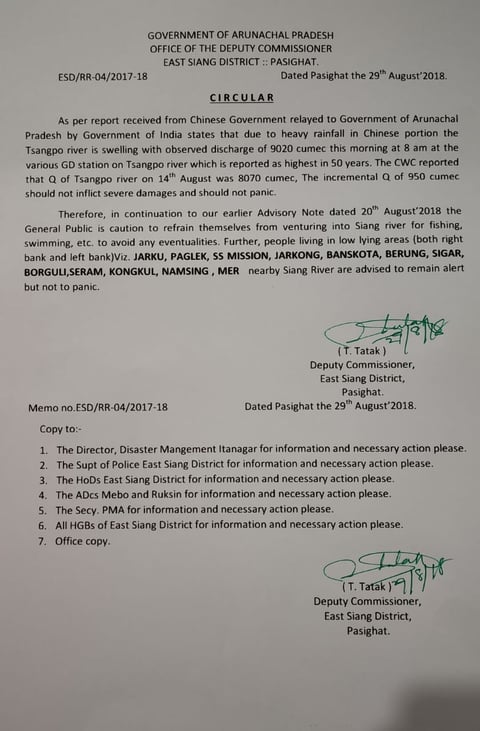 GOVERNMENT OF ARUNACHAL PRADESH
OFFICE OF THE DEPUTY COMMISSIONER
EAST SIANG DISTRICT :: PASIGHAT.
ESD/RR-04/2017-18 Dated Pasighat the 29th August'2018.
CIRCULAR
As per report received from Chinese Government relayed to Government of Arunachal
Pradesh by Government of India states that due to heavy rainfall in Chinese portion the
Tsangpo river is swelling with observed discharge of 9020 cumec this morning at 8 am at the
various GD station on Tsangpo river which is reported as highest in 50 years. The CWC reported
that Q of Tsangpo river on 14th August was 8070 cumec, The incremental Q of 950 cumec
should not inflict severe damages and should not panic.
Therefore, in continuation to our earlier Advisory Note dated 20th August'2018 the
General Public is caution to refrain themselves from venturing into Siang river for fishing,
swimming, etc. to avoid any eventualities. Further, people living in low lying areas (both right
bank and left bank)Viz. JARKU, PAGLEK, SS MISSION, JARKONG, BANSKOTA, BERUNG, SIGAR,
BORGULI,SERAM, KONGKUL, NAMSING , MER nearby Siang River are advised to remain alert
but not to panic.
29/8/18
( T. Tatak )
Deputy Commissioner,
East Siang District,
Pasighat.
Memo no.ESD/RR-04/2017-18 Dated Pasighat the 29th August'2018.
Copy to:-
1. The Director, Disaster Mangement Itanagar for information and necessary action please.
2. The Supt of Police East Siang District for information and necessary action please.
3. The HoDs East Siang District for information and necessary action please.
4. The ADCs Mebo and Ruksin for information and necessary action please.
5. The Secy. PMA for information and necessary action please.
6. All HGBs of East Siang District for information and necessary action please.
7. Office copy.
29/8/18
( T. Tatak )
Deputy Commissioner,
East Siang District,
Pasighat.